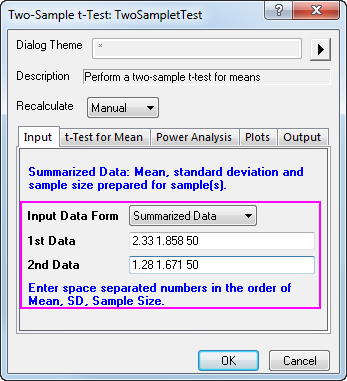 Two-Sample t-Test: TwoSampletTest
Dialog Theme *
Description Perform a two-sample t-test for means
Recalculate Manual
Input t-Test for Mean Power Analysis Plots Output
Summarized Data: Mean, standard deviation and
sample size prepared for sample(s).
Input Data Form Summarized Data
1st Data 2.33 1.858 50
2nd Data 1.28 1.671 50
Enter space separated numbers in the order of
Mean, SD, Sample Size.
OK Cancel